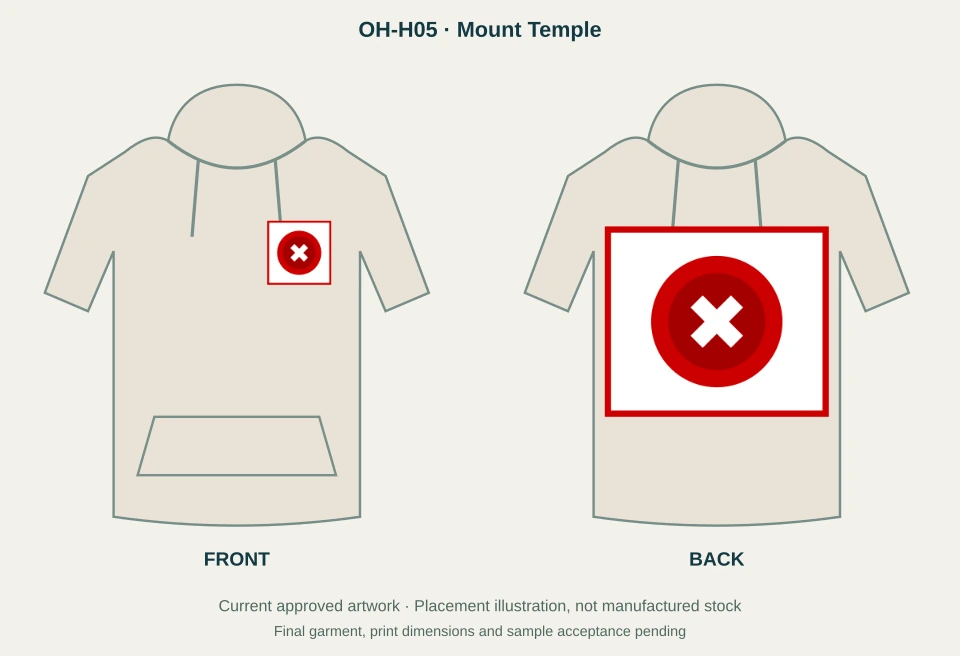 OH-H05 · Mount Temple
FRONT
BACK
Current approved artwork · Placement illustration, not manufactured stock
Final garment, print dimensions and sample acceptance pending